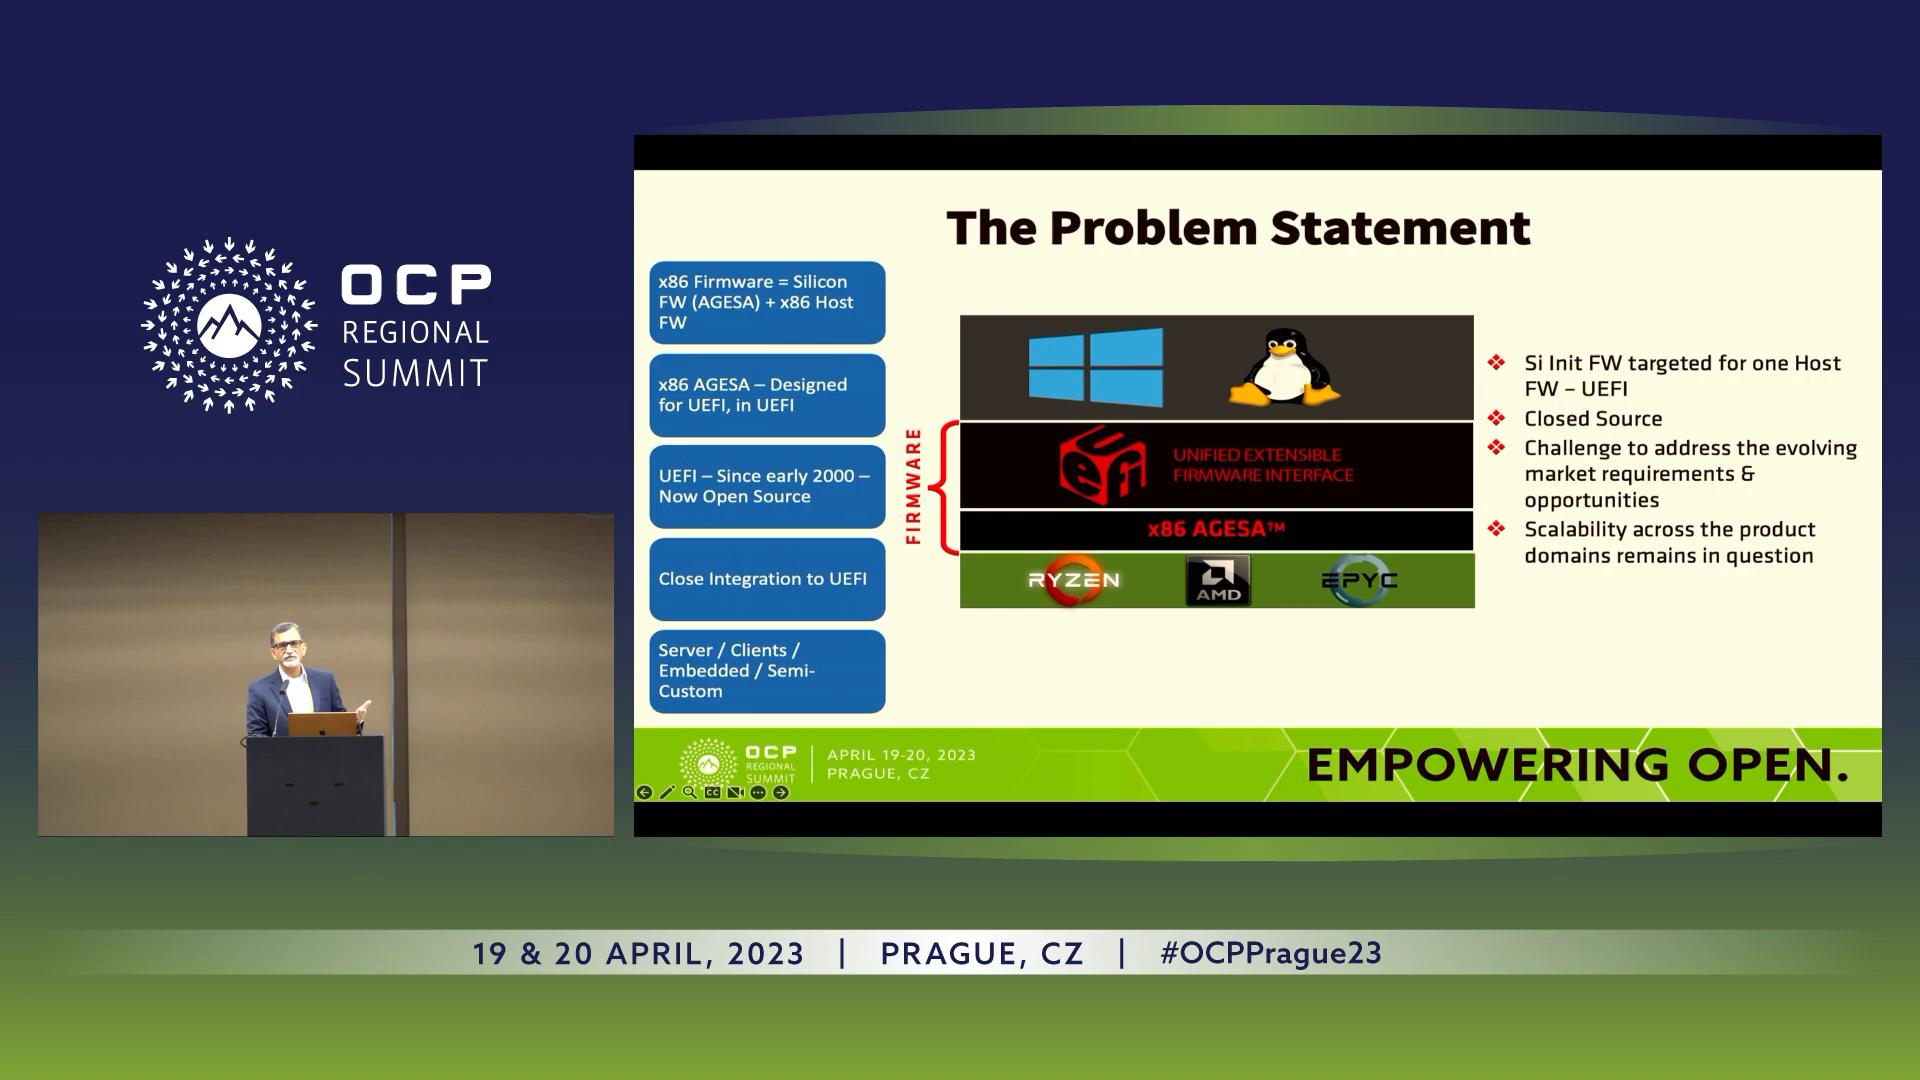 OCP
REGIONAL
SUMMIT
The Problem Statement
x86 Firmware = Silicon
FW (AGESA) + x86 Host
FW
x86 AGESA – Designed
for UEFI, in UEFI
UEFI – Since early 2000 –
Now Open Source
Close Integration to UEFI
Server / Clients /
Embedded / Semi-
Custom
FIRMWARE
uefi
UNIFIED EXTENSIBLE
FIRMWARE INTERFACE
x86 AGESA™
RYZEN
AMD
EPYC
❖ Si Init FW targeted for one Host
FW – UEFI
❖ Closed Source
❖ Challenge to address the evolving
market requirements &
opportunities
❖ Scalability across the product
domains remains in question
OCP
REGIONAL
SUMMIT
APRIL 19-20, 2023
PRAGUE, CZ
CC
EMPOWERING OPEN.
19 & 20 APRIL, 2023 | PRAGUE, CZ | #OCPPrague23